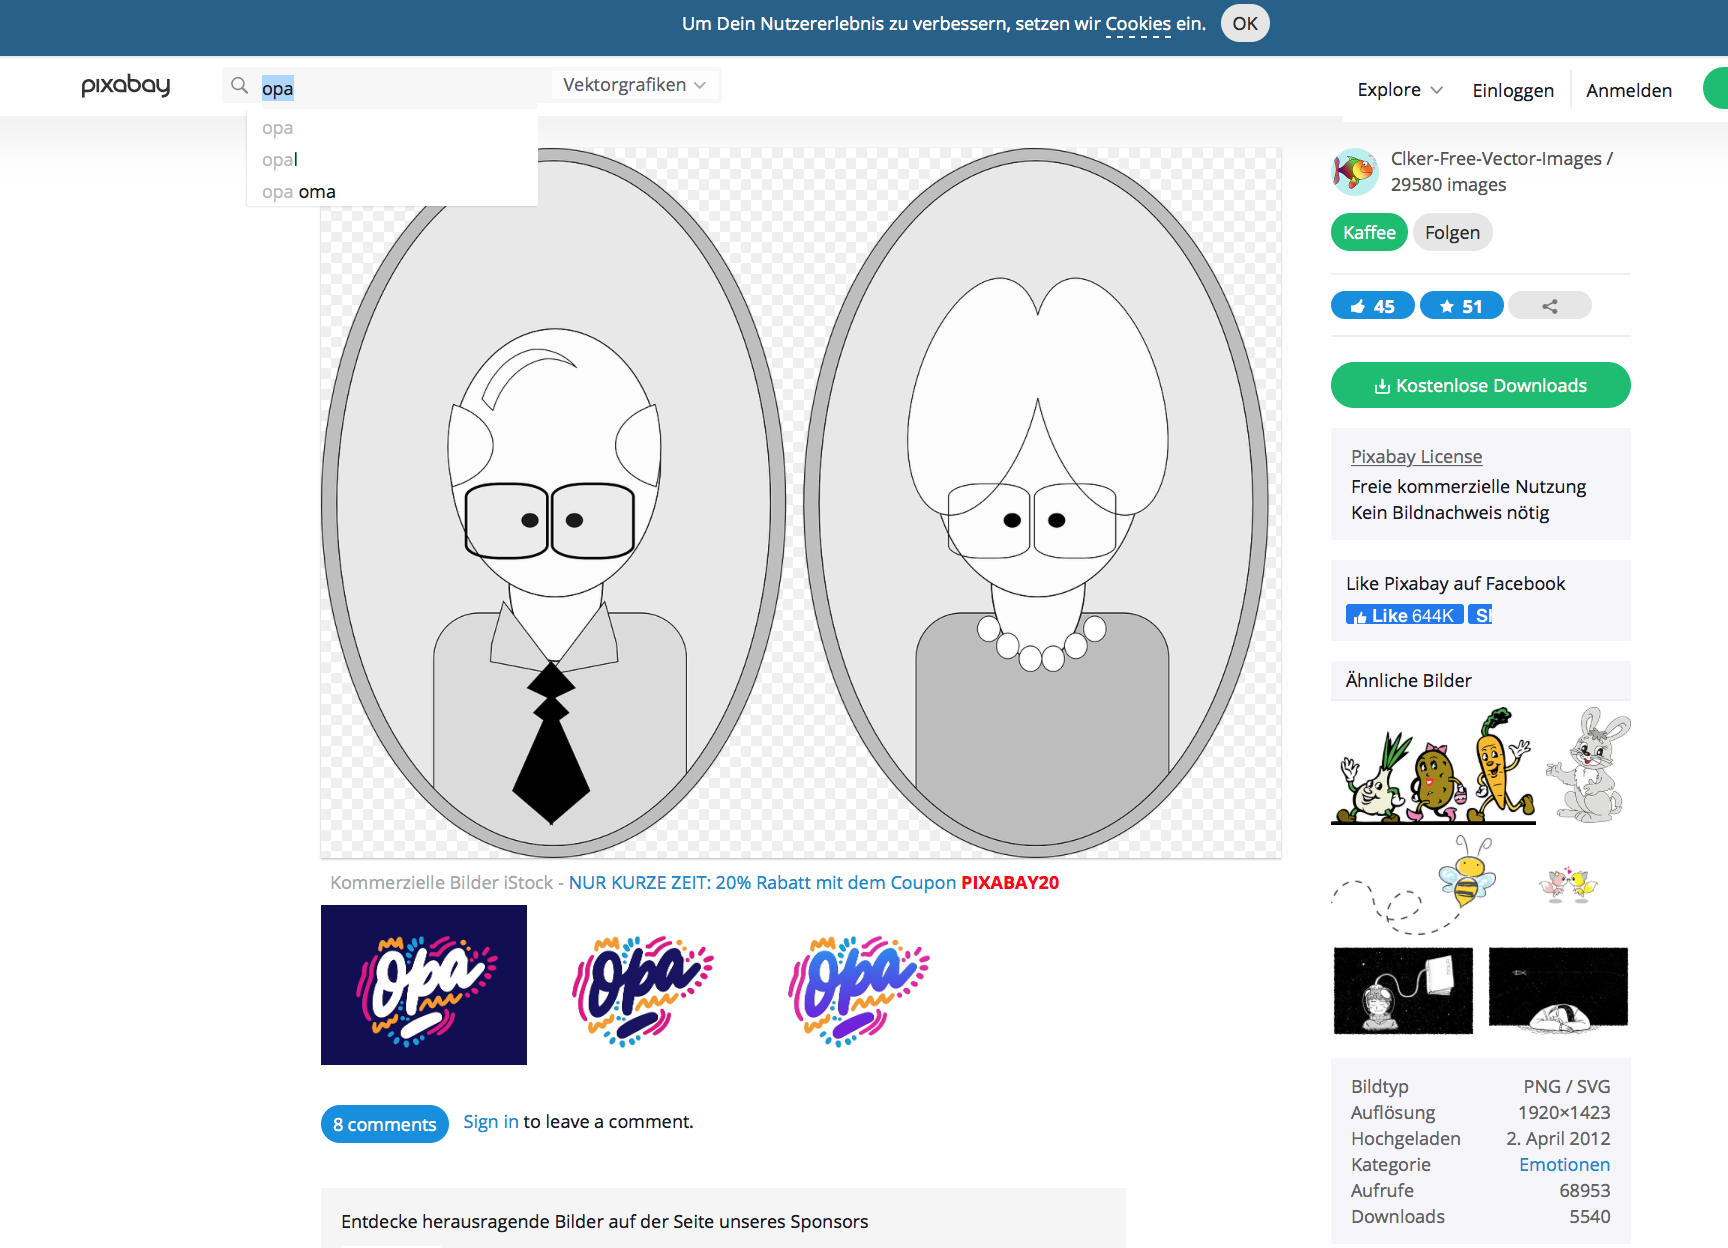 Um Dein Nutzererlebnis zu verbessern, setzen wir Cookies ein. OK
pixabay
opa
Vektorgrafiken
Explore
Einloggen
Anmelden
opa
opal
opa oma
Clker-Free-Vector-Images /
29580 images
Kaffee
Folgen
45
51
Kostenlose Downloads
Pixabay License
Freie kommerzielle Nutzung
Kein Bildnachweis nötig
Like Pixabay auf Facebook
Like 644K
Ähnliche Bilder
Kommerzielle Bilder iStock - NUR KURZE ZEIT: 20% Rabatt mit dem Coupon PIXABAY20
Opa
Opa
Opa
8 comments
Sign in to leave a comment.
Entdecke herausragende Bilder auf der Seite unseres Sponsors
Bildtyp PNG / SVG
Auflösung 1920×1423
Hochgeladen 2. April 2012
Kategorie Emotionen
Aufrufe 68953
Downloads 5540